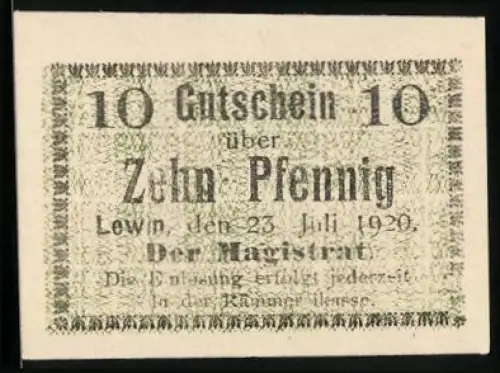 10 Gutschein 10
über
Zehn Pfennig
Lewin, den 23 Juli 1920.
Der Magistrat.
Die Einlösung erfolgt jederzeit
in der Kämmereikasse.